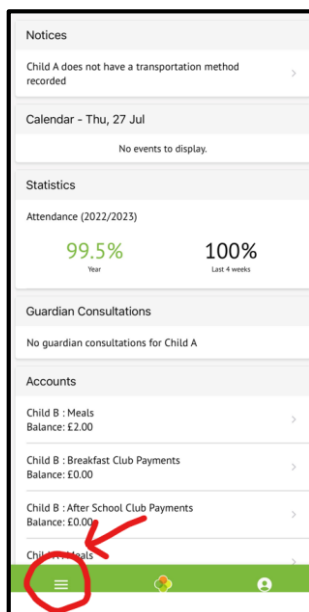 Notices
Child A does not have a transportation method
recorded
Calendar - Thu, 27 Jul
No events to display.
Statistics
Attendance (2022/2023)
99.5% 100%
Year Last 4 weeks
Guardian Consultations
No guardian consultations for Child A
Accounts
Child B : Meals
Balance: £2.00
Child B : Breakfast Club Payments
Balance: £0.00
Child B : After School Club Payments
Balance: £0.00
Meals